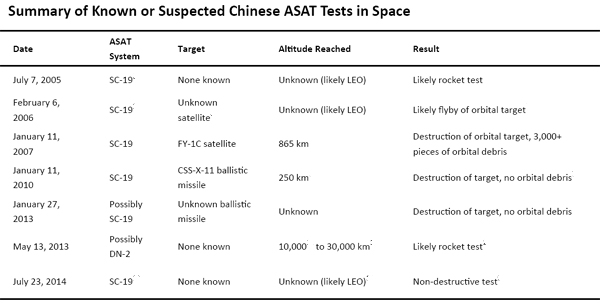 Summary of Known or Suspected Chinese ASAT Tests in Space
Date ASAT System Target Altitude Reached Result
July 7, 2005 SC-19 None known Unknown (likely LEO) Likely rocket test
February 6, 2006 SC-19 Unknown satellite Unknown (likely LEO) Likely flyby of orbital target
January 11, 2007 SC-19 FY-1C satellite 865 km Destruction of orbital target, 3,000+ pieces of orbital debris
January 11, 2010 SC-19 CSS-X-11 ballistic missile 250 km Destruction of target, no orbital debris
January 27, 2013 Possibly SC-19 Unknown ballistic missile Unknown Destruction of target, no orbital debris
May 13, 2013 Possibly DN-2 None known 10,000 to 30,000 km Likely rocket test
July 23, 2014 SC-19 None known Unknown (likely LEO) Non-destructive test